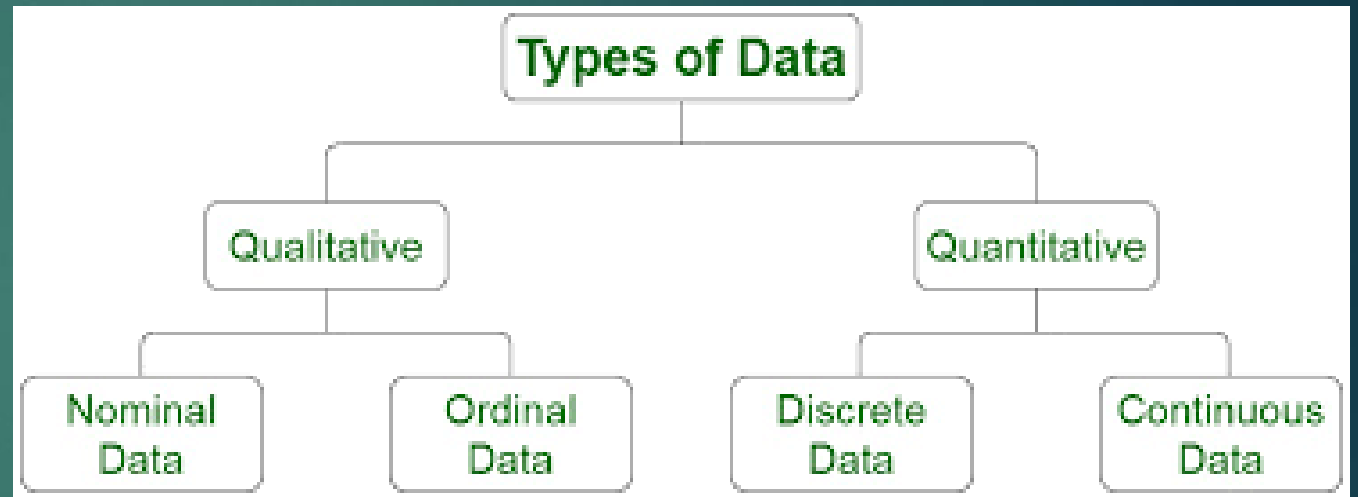 Types of Data
Qualitative
Quantitative
Nominal
Data
Ordinal
Data
Discrete
Data
Continuous
Data